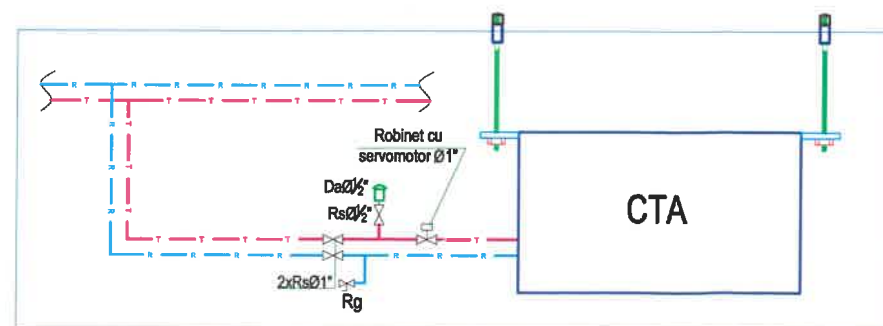 R R R R R R R R
T T T T T T T T
Robinet cu
servomotor Ø1"
DaØ½"
RsØ½"
CTA
R T
R T
R T
T T T T T T
R R R R R R R
2xRsØ1"
Rg